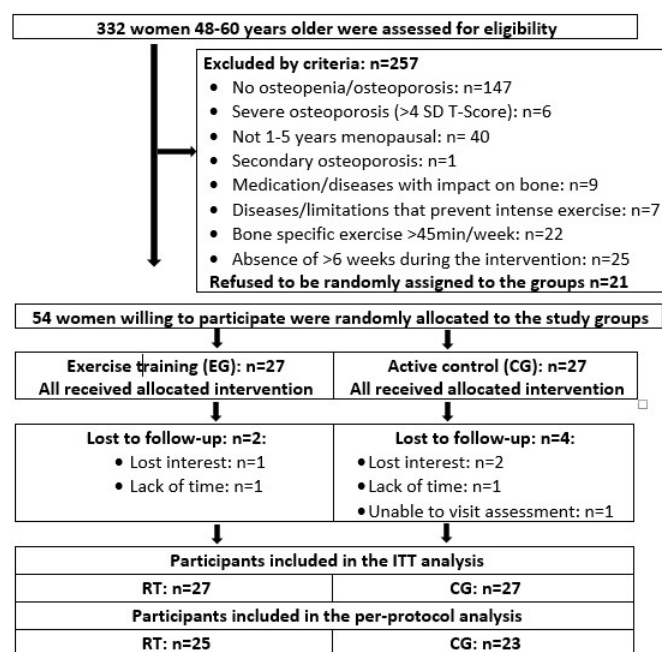 332 women 48-60 years older were assessed for eligibility
Excluded by criteria: n=257
• No osteopenia/osteoporosis: n=147
• Severe osteoporosis (>4 SD T-Score): n=6
• Not 1-5 years menopausal: n= 40
• Secondary osteoporosis: n=1
• Medication/diseases with impact on bone: n=9
• Diseases/limitations that prevent intense exercise: n=7
• Bone specific exercise >45min/week: n=22
• Absence of >6 weeks during the intervention: n=25
Refused to be randomly assigned to the groups n=21
54 women willing to participate were randomly allocated to the study groups
Exercise training (EG): n=27
All received allocated intervention
Active control (CG): n=27
All received allocated intervention
Lost to follow-up: n=2:
• Lost interest: n=1
• Lack of time: n=1
Lost to follow-up: n=4:
• Lost interest: n=2
• Lack of time: n=1
• Unable to visit assessment: n=1
Participants included in the ITT analysis
RT: n=27
CG: n=27
Participants included in the per-protocol analysis
RT: n=25
CG: n=23